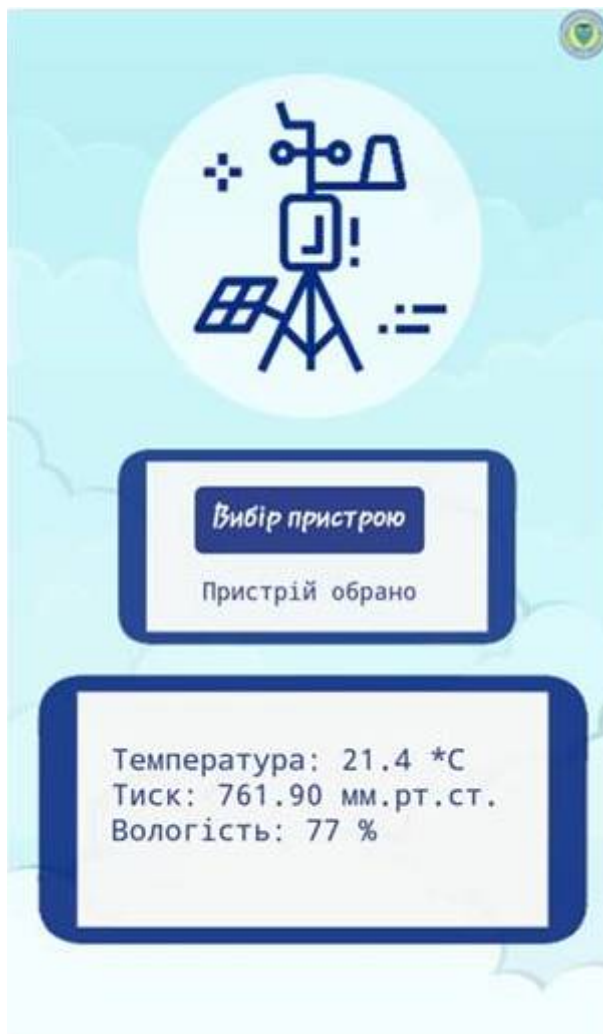 Вибір пристрою
Пристрій обрано
Температура: 21.4 *C
Тиск: 761.90 мм.рт.ст.
Вологість: 77 %